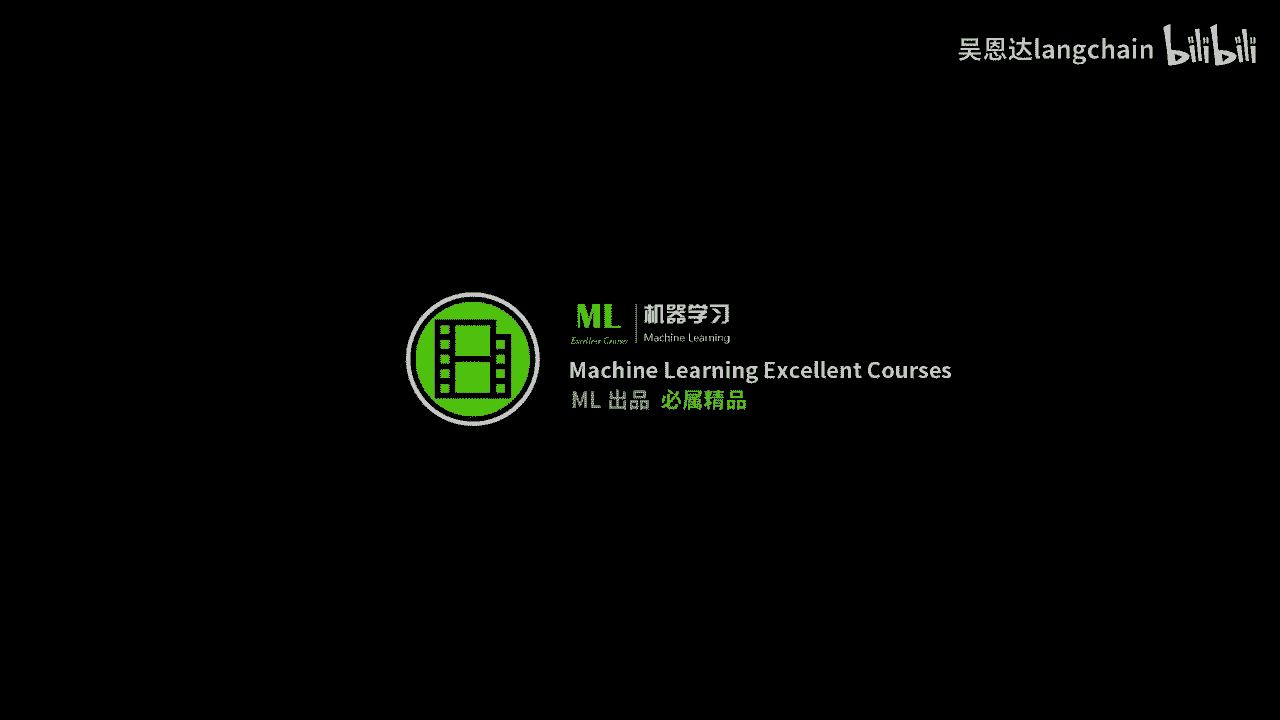 吴恩达langchain bilibili
ML 机器学习
Excellent Courses Machine Learning
Machine Learning Excellent Courses
ML 出品 必属精品